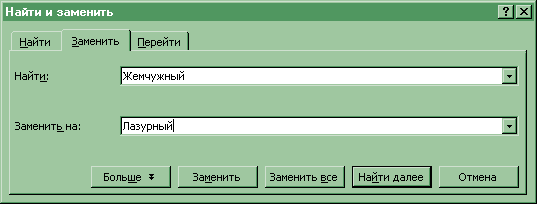 Найти и заменить
Найти Заменить Перейти
Найти: Жемчужный
Заменить на: Лазурный
Больше Заменить Заменить все Найти далее Отмена